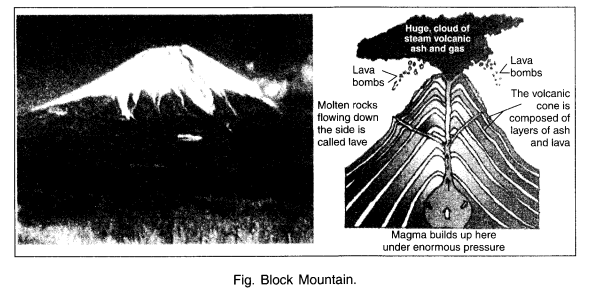 Huge, cloud of
steam volcanic
ash and gas
Lava
bombs
Lava
bombs
Molten rocks
flowing down
the side is
called lave
The volcanic
cone is
composed of
layers of ash
and lava
Magma builds up here
under enormous pressure
Fig. Block Mountain.